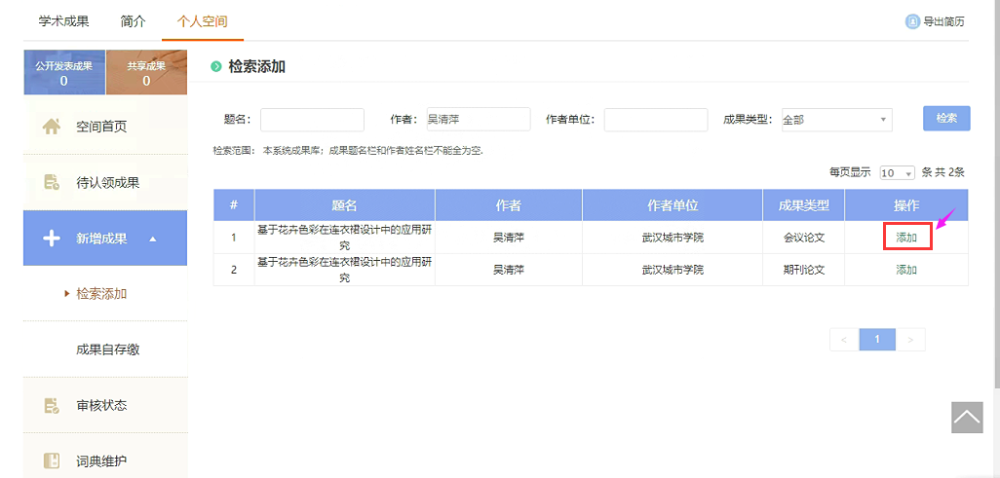 学术成果 简介 个人空间 导出简历
公开发表成果 共享成果
0 0
检索添加
空间首页
待认领成果
新增成果
检索添加
成果自存缴
审核状态
词典维护
题名： 作者： 吴清萍 作者单位： 成果类型： 全部 检索
检索范围： 本系统成果库；成果题名栏和作者姓名栏不能全为空.
每页显示 10 条 共 2条
# 题名 作者 作者单位 成果类型 操作
1 基于花卉色彩在连衣裙设计中的应用研 吴清萍 武汉城市学院 会议论文 添加
究
2 基于花卉色彩在连衣裙设计中的应用研 吴清萍 武汉城市学院 期刊论文 添加
究
< 1 >